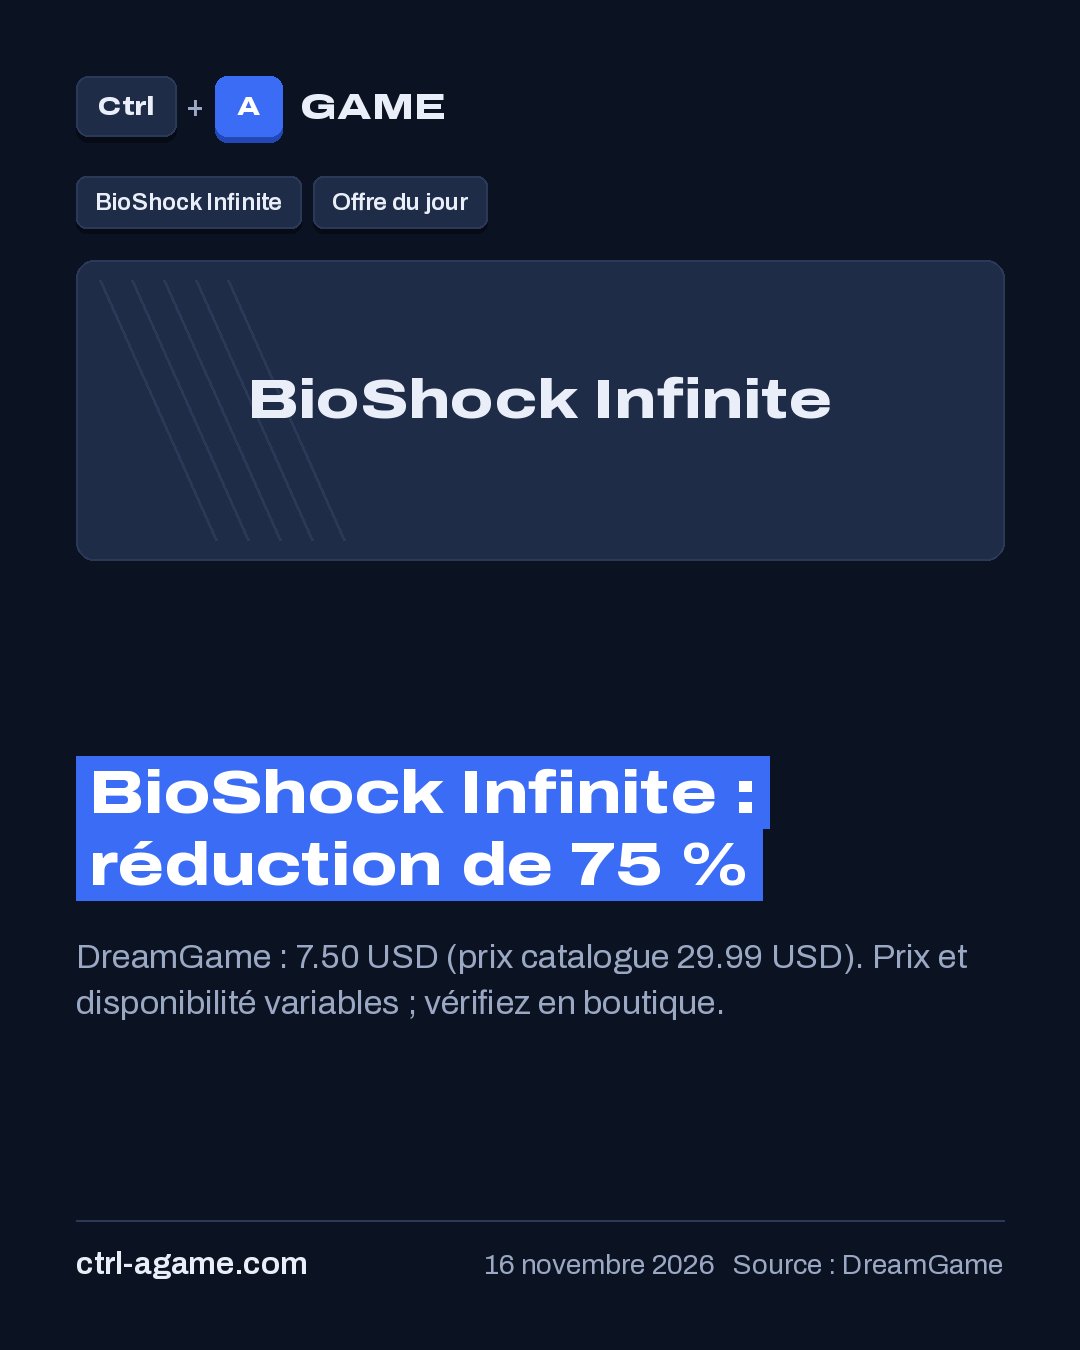 Ctrl + A GAME
BioShock Infinite Offre du jour
BioShock Infinite
BioShock Infinite :
réduction de 75 %
DreamGame : 7.50 USD (prix catalogue 29.99 USD). Prix et
disponibilité variables ; vérifiez en boutique.
ctrl-agame.com 16 novembre 2026 Source : DreamGame